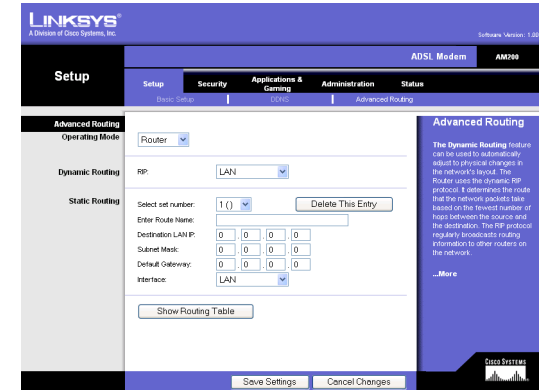 LINKSYS®
A Division of Cisco Systems, Inc.
Software Version: 1.00
ADSL Modem AM200
Setup
Setup Security Applications & Gaming Administration Status
Basic Setup DDNS Advanced Routing
Advanced Routing
Operating Mode
Router
Dynamic Routing
RIP: LAN
Static Routing
Select set number: 1 () Delete This Entry
Enter Route Name:
Destination LAN IP: 0 . 0 . 0 . 0
Subnet Mask: 0 . 0 . 0 . 0
Default Gateway: 0 . 0 . 0 . 0
Interface: LAN
Show Routing Table
Advanced Routing
The Dynamic Routing feature
can be used to automatically
adjust to physical changes in
the network's layout. The
Router uses the dynamic RIP
protocol. It determines the route
that the network packets take
based on the fewest number of
hops between the source and
the destination. The RIP protocol
regularly broadcasts routing
information to other routers on
the network.
...More
Save Settings Cancel Changes
CISCO SYSTEMS